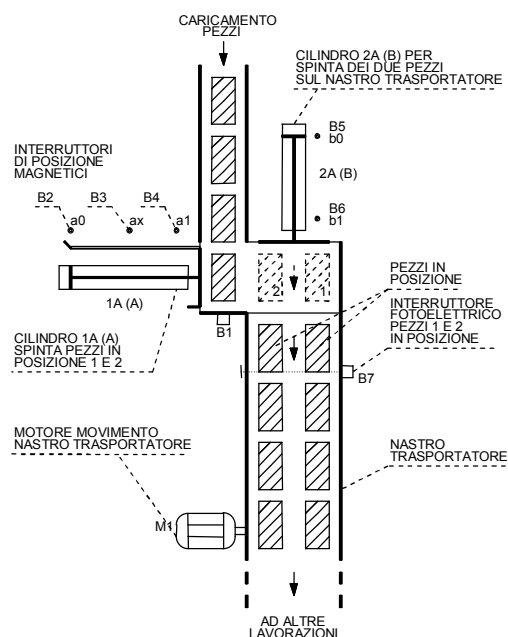 CARICAMENTO
PEZZI
CILINDRO 2A (B) PER
SPINTA DEI DUE PEZZI
SUL NASTRO TRASPORTATORE
INTERRUTTORI
DI POSIZIONE
MAGNETICI
B2
B3
B4
a0
ax
a1
B5
b0
2A (B)
B6
b1
1A (A)
2
1
PEZZI IN
POSIZIONE
INTERRUTTORE
FOTOELETTRICO
PEZZI 1 E 2
IN POSIZIONE
CILINDRO 1A (A)
SPINTA PEZZI IN
POSIZIONE 1 E 2
B1
B7
MOTORE MOVIMENTO
NASTRO TRASPORTATORE
NASTRO
TRASPORTATORE
M1
AD ALTRE
LAVORAZIONI